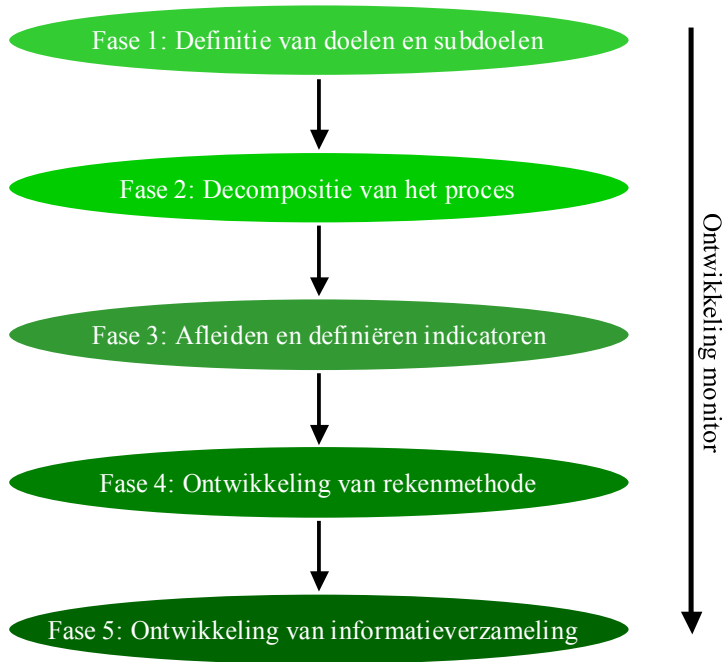 Fase 1: Definitie van doelen en subdoelen
Fase 2: Decompositie van het proces
Fase 3: Afleiden en definiëren indicatoren
Fase 4: Ontwikkeling van rekenmethode
Fase 5: Ontwikkeling van informatieverzameling
Ontwikkeling monitor